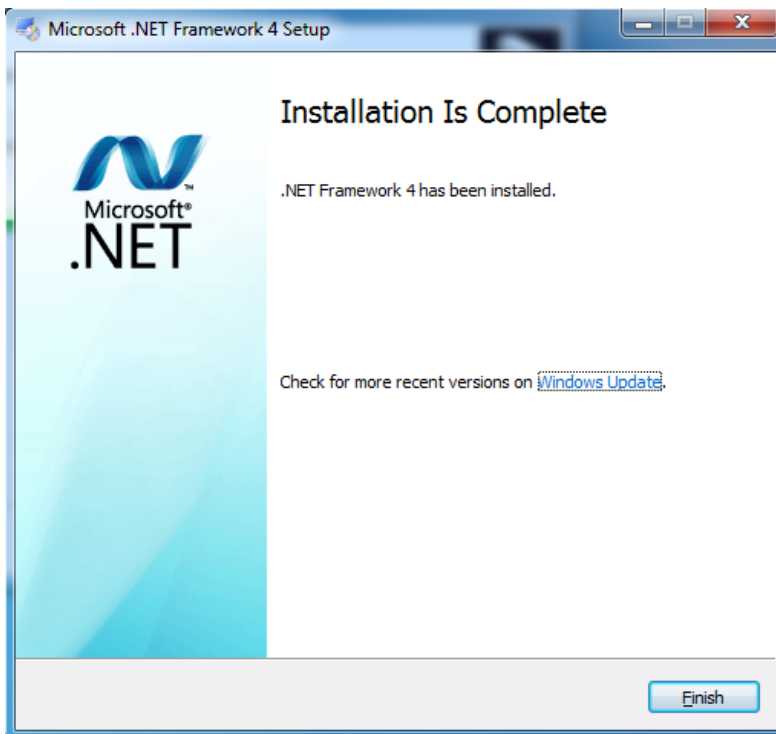 Microsoft .NET Framework 4 Setup
Installation Is Complete
.NET Framework 4 has been installed.
Microsoft®
.NET
™
Check for more recent versions on Windows Update.
Finish